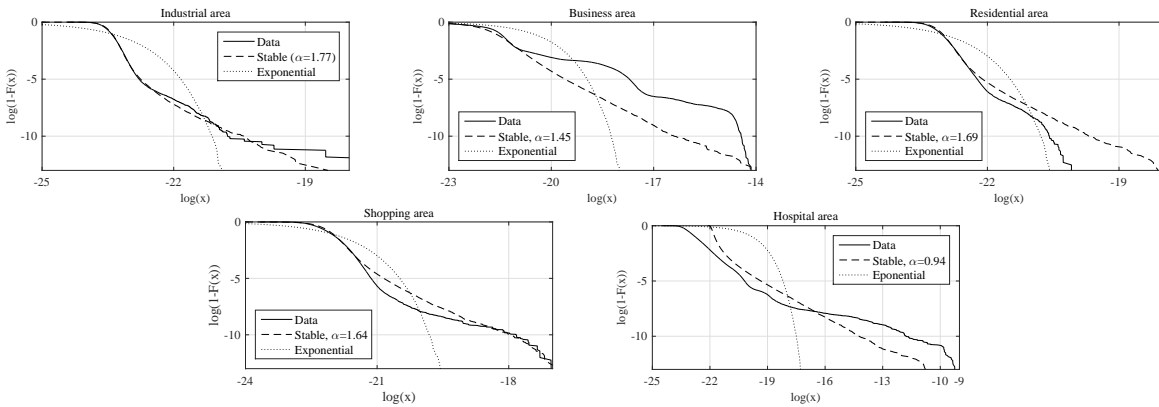 Industrial area
0
-5
-10
log(1-F(x))
-25
-22
-19
log(x)
Data
Stable (α=1.77)
Exponential
Business area
0
-5
-10
log(1-F(x))
-23
-20
-17
-14
log(x)
Data
Stable, α=1.45
Exponential
Residential area
0
-5
-10
log(1-F(x))
-25
-22
-19
log(x)
Data
Stable, α=1.69
Exponential
Shopping area
0
-5
-10
log(1-F(x))
-24
-21
-18
log(x)
Data
Stable, α=1.64
Exponential
Hospital area
0
-5
-10
log(1-F(x))
-25
-22
-19
-16
-13
-10
-9
log(x)
Data
Stable, α=0.94
Eponential